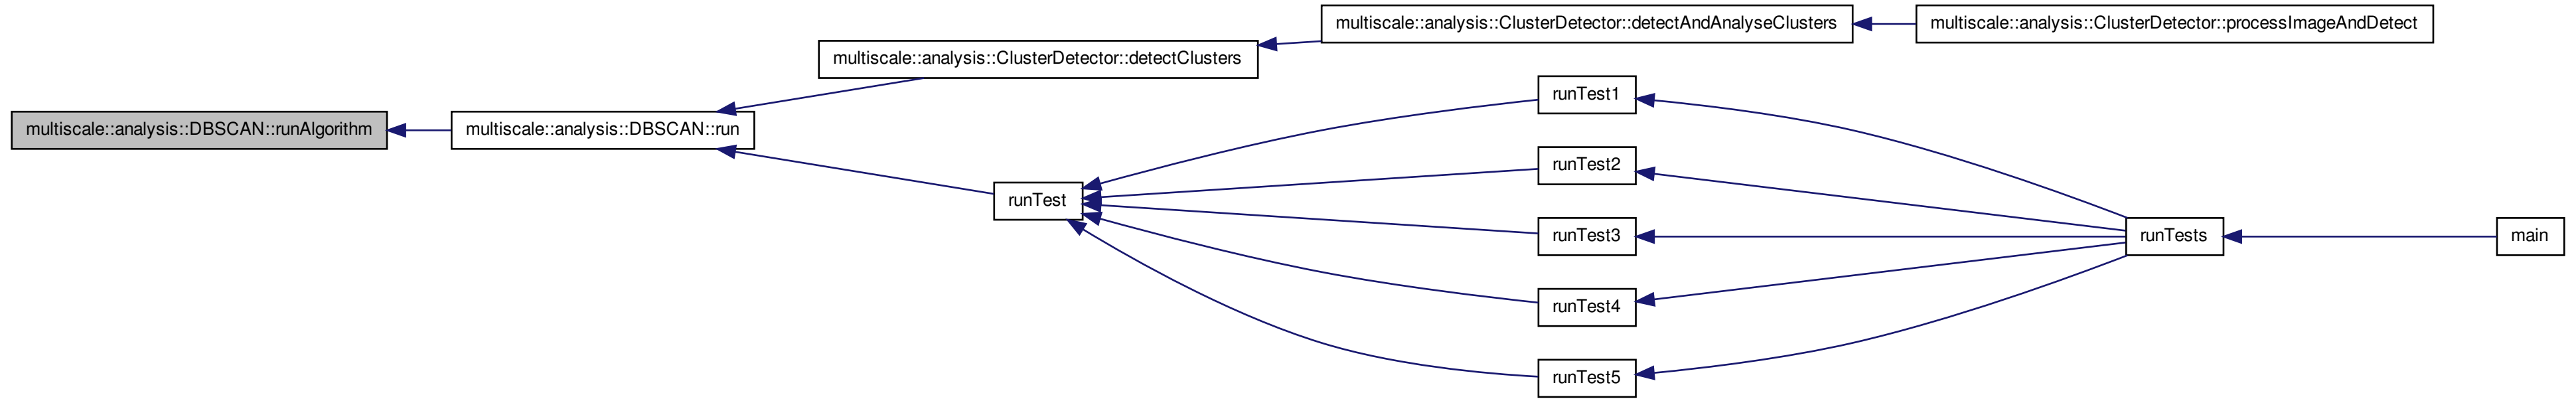 multiscale::analysis::ClusterDetector::detectAndAnalyseClusters
multiscale::analysis::ClusterDetector::processImageAndDetect
multiscale::analysis::ClusterDetector::detectClusters
multiscale::analysis::DBSCAN::runAlgorithm
multiscale::analysis::DBSCAN::run
runTest
runTest1
runTest2
runTest3
runTest4
runTest5
runTests
main